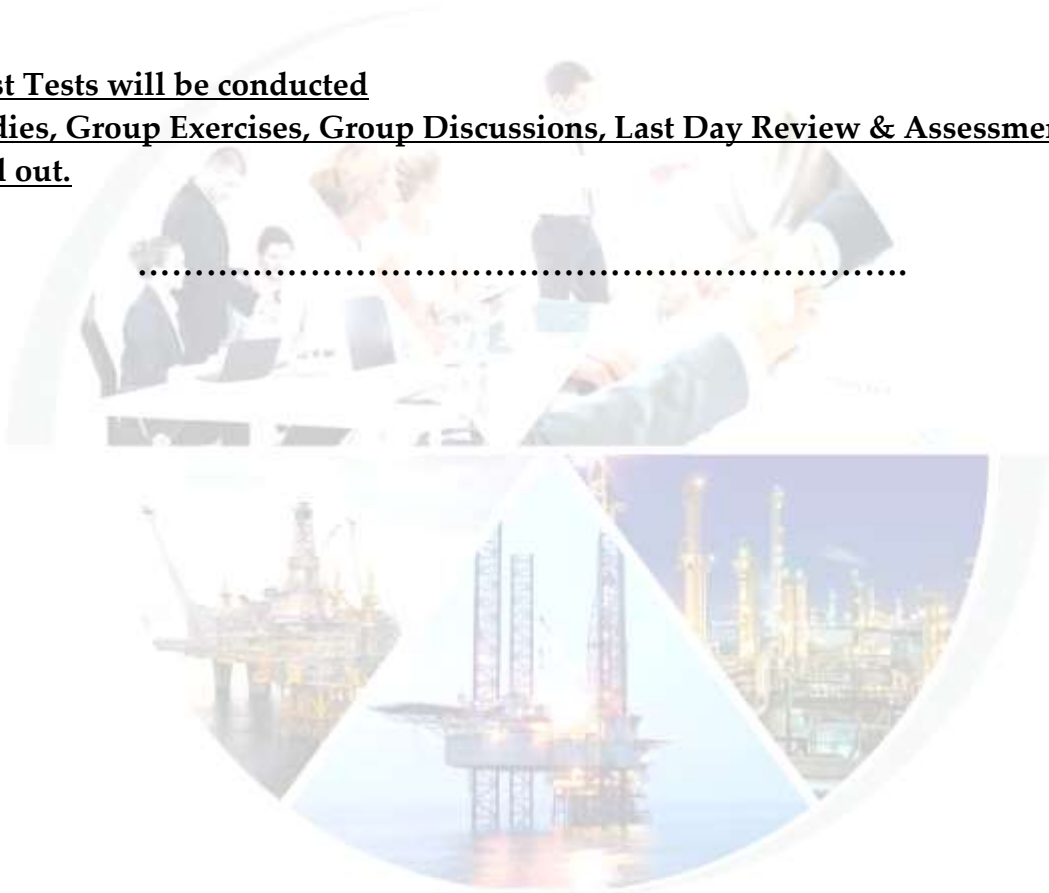 st Tests will be conducted
dies, Group Exercises, Group Discussions, Last Day Review & Assessmen
d out.
………………………………………………………….